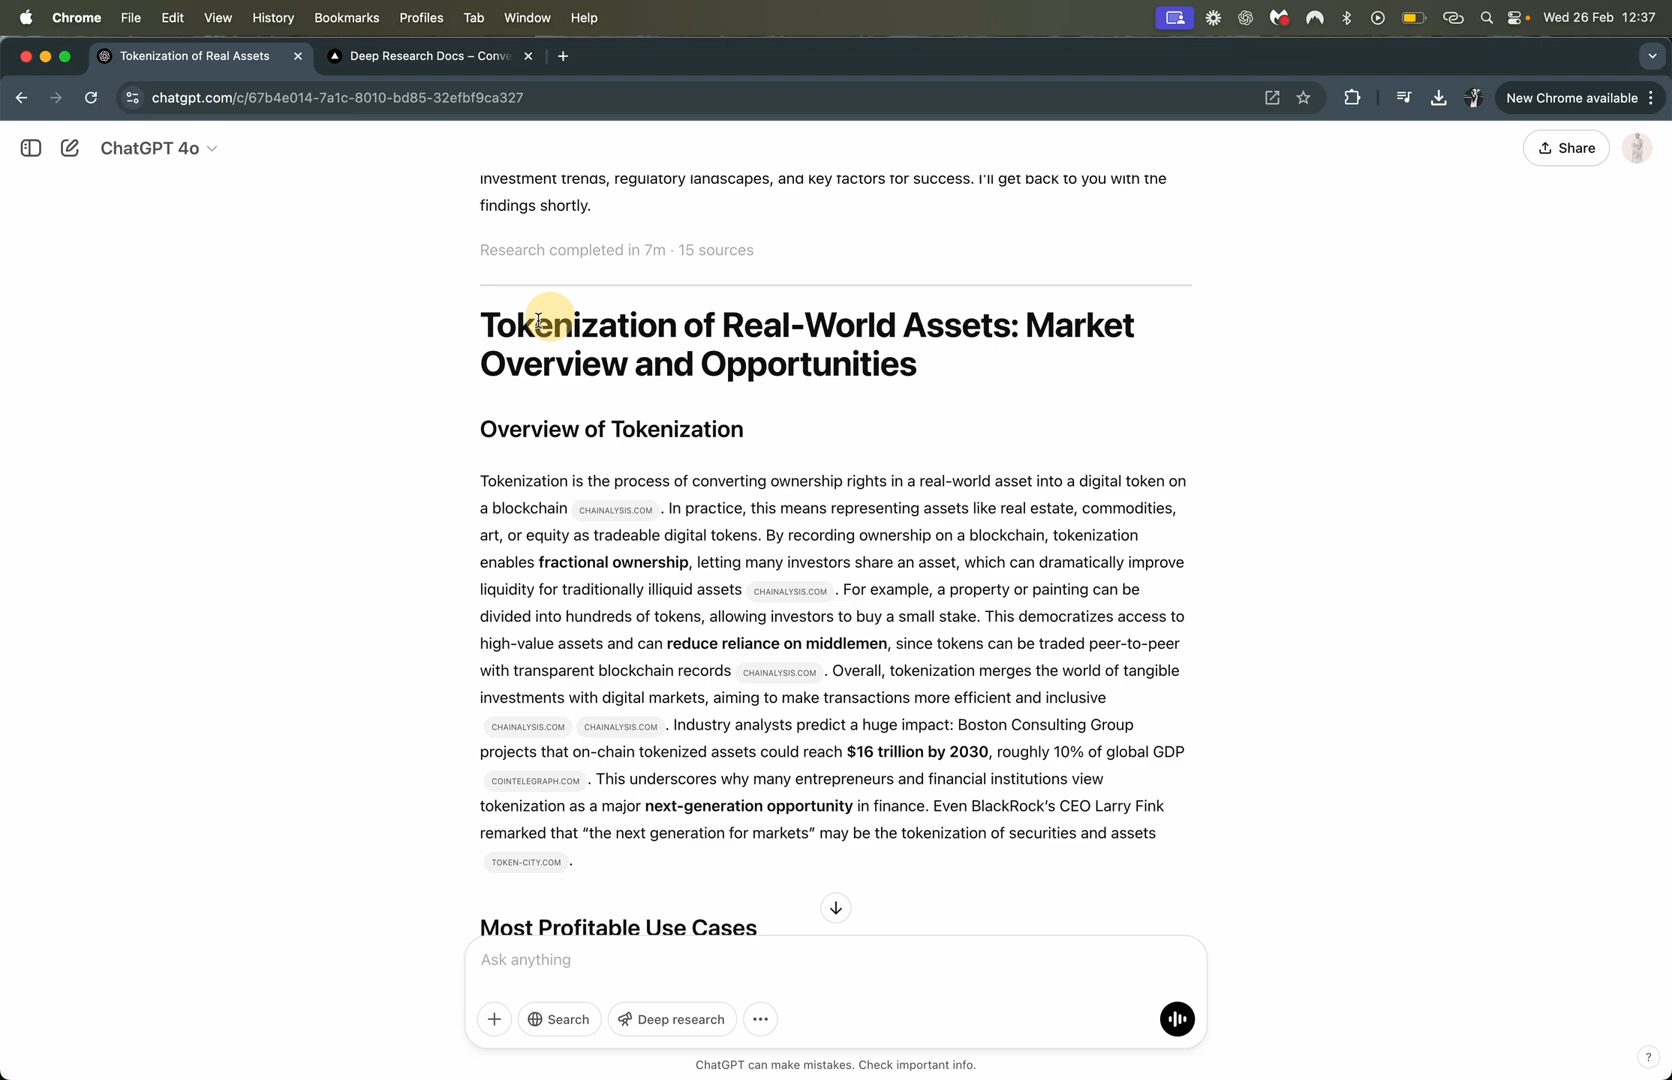 Chrome File Edit View History Bookmarks Profiles Tab Window Help Wed 26 Feb 12:37
Tokenization of Real Assets Deep Research Docs – Conve
chatgpt.com/c/67b4e014-7a1c-8010-bd85-32efbf9ca327 New Chrome available
ChatGPT 4o Share
investment trends, regulatory landscapes, and key factors for success. I'll get back to you with the
findings shortly.
Research completed in 7m · 15 sources
Tokenization of Real-World Assets: Market
Overview and Opportunities
Overview of Tokenization
Tokenization is the process of converting ownership rights in a real-world asset into a digital token on
a blockchain CHAINALYSIS.COM . In practice, this means representing assets like real estate, commodities,
art, or equity as tradeable digital tokens. By recording ownership on a blockchain, tokenization
enables fractional ownership, letting many investors share an asset, which can dramatically improve
liquidity for traditionally illiquid assets CHAINALYSIS.COM . For example, a property or painting can be
divided into hundreds of tokens, allowing investors to buy a small stake. This democratizes access to
high-value assets and can reduce reliance on middlemen, since tokens can be traded peer-to-peer
with transparent blockchain records CHAINALYSIS.COM . Overall, tokenization merges the world of tangible
investments with digital markets, aiming to make transactions more efficient and inclusive
CHAINALYSIS.COM CHAINALYSIS.COM . Industry analysts predict a huge impact: Boston Consulting Group
projects that on-chain tokenized assets could reach $16 trillion by 2030, roughly 10% of global GDP
COINTELEGRAPH.COM . This underscores why many entrepreneurs and financial institutions view
tokenization as a major next-generation opportunity in finance. Even BlackRock's CEO Larry Fink
remarked that “the next generation for markets” may be the tokenization of securities and assets
TOKEN-CITY.COM .
Most Profitable Use Cases
Ask anything
Search Deep research
ChatGPT can make mistakes. Check important info.
?